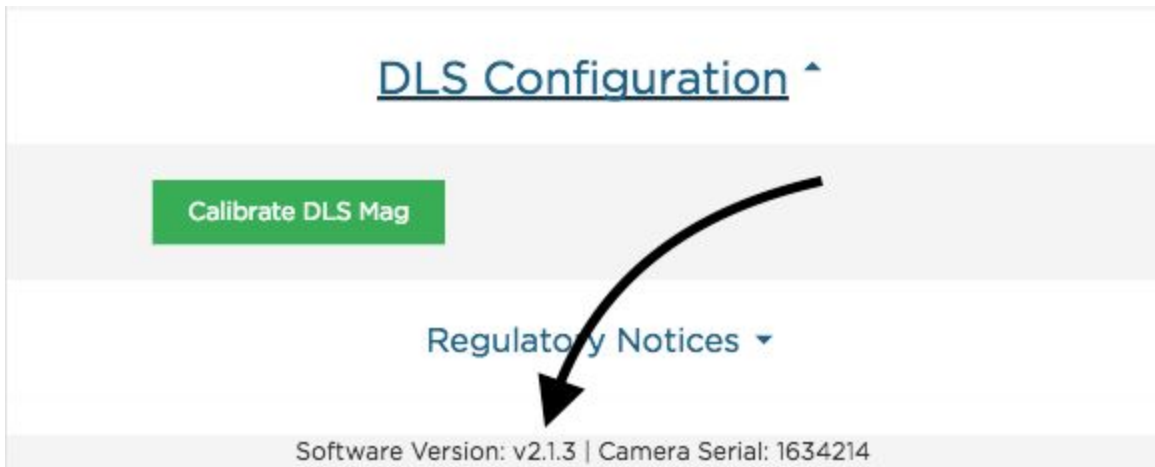 DLS Configuration
Calibrate DLS Mag
Regulatory Notices
Software Version: v2.1.3 | Camera Serial: 1634214